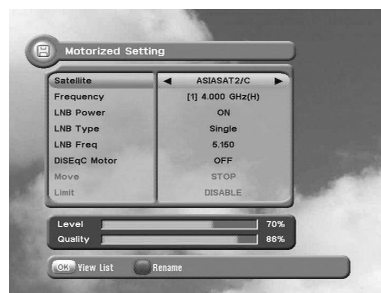 Motorized Setting
Satellite ASIASAT2/C
Frequency [1] 4.000 GHz(H)
LNB Power ON
LNB Type Single
LNB Freq 5.150
DiSEqC Motor OFF
Move STOP
Limit DISABLE
Level 70%
Quality 86%
OK View List Rename